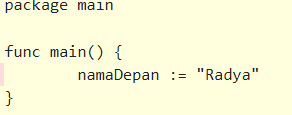 package main
func main() {
namaDepan := "Radya"
}